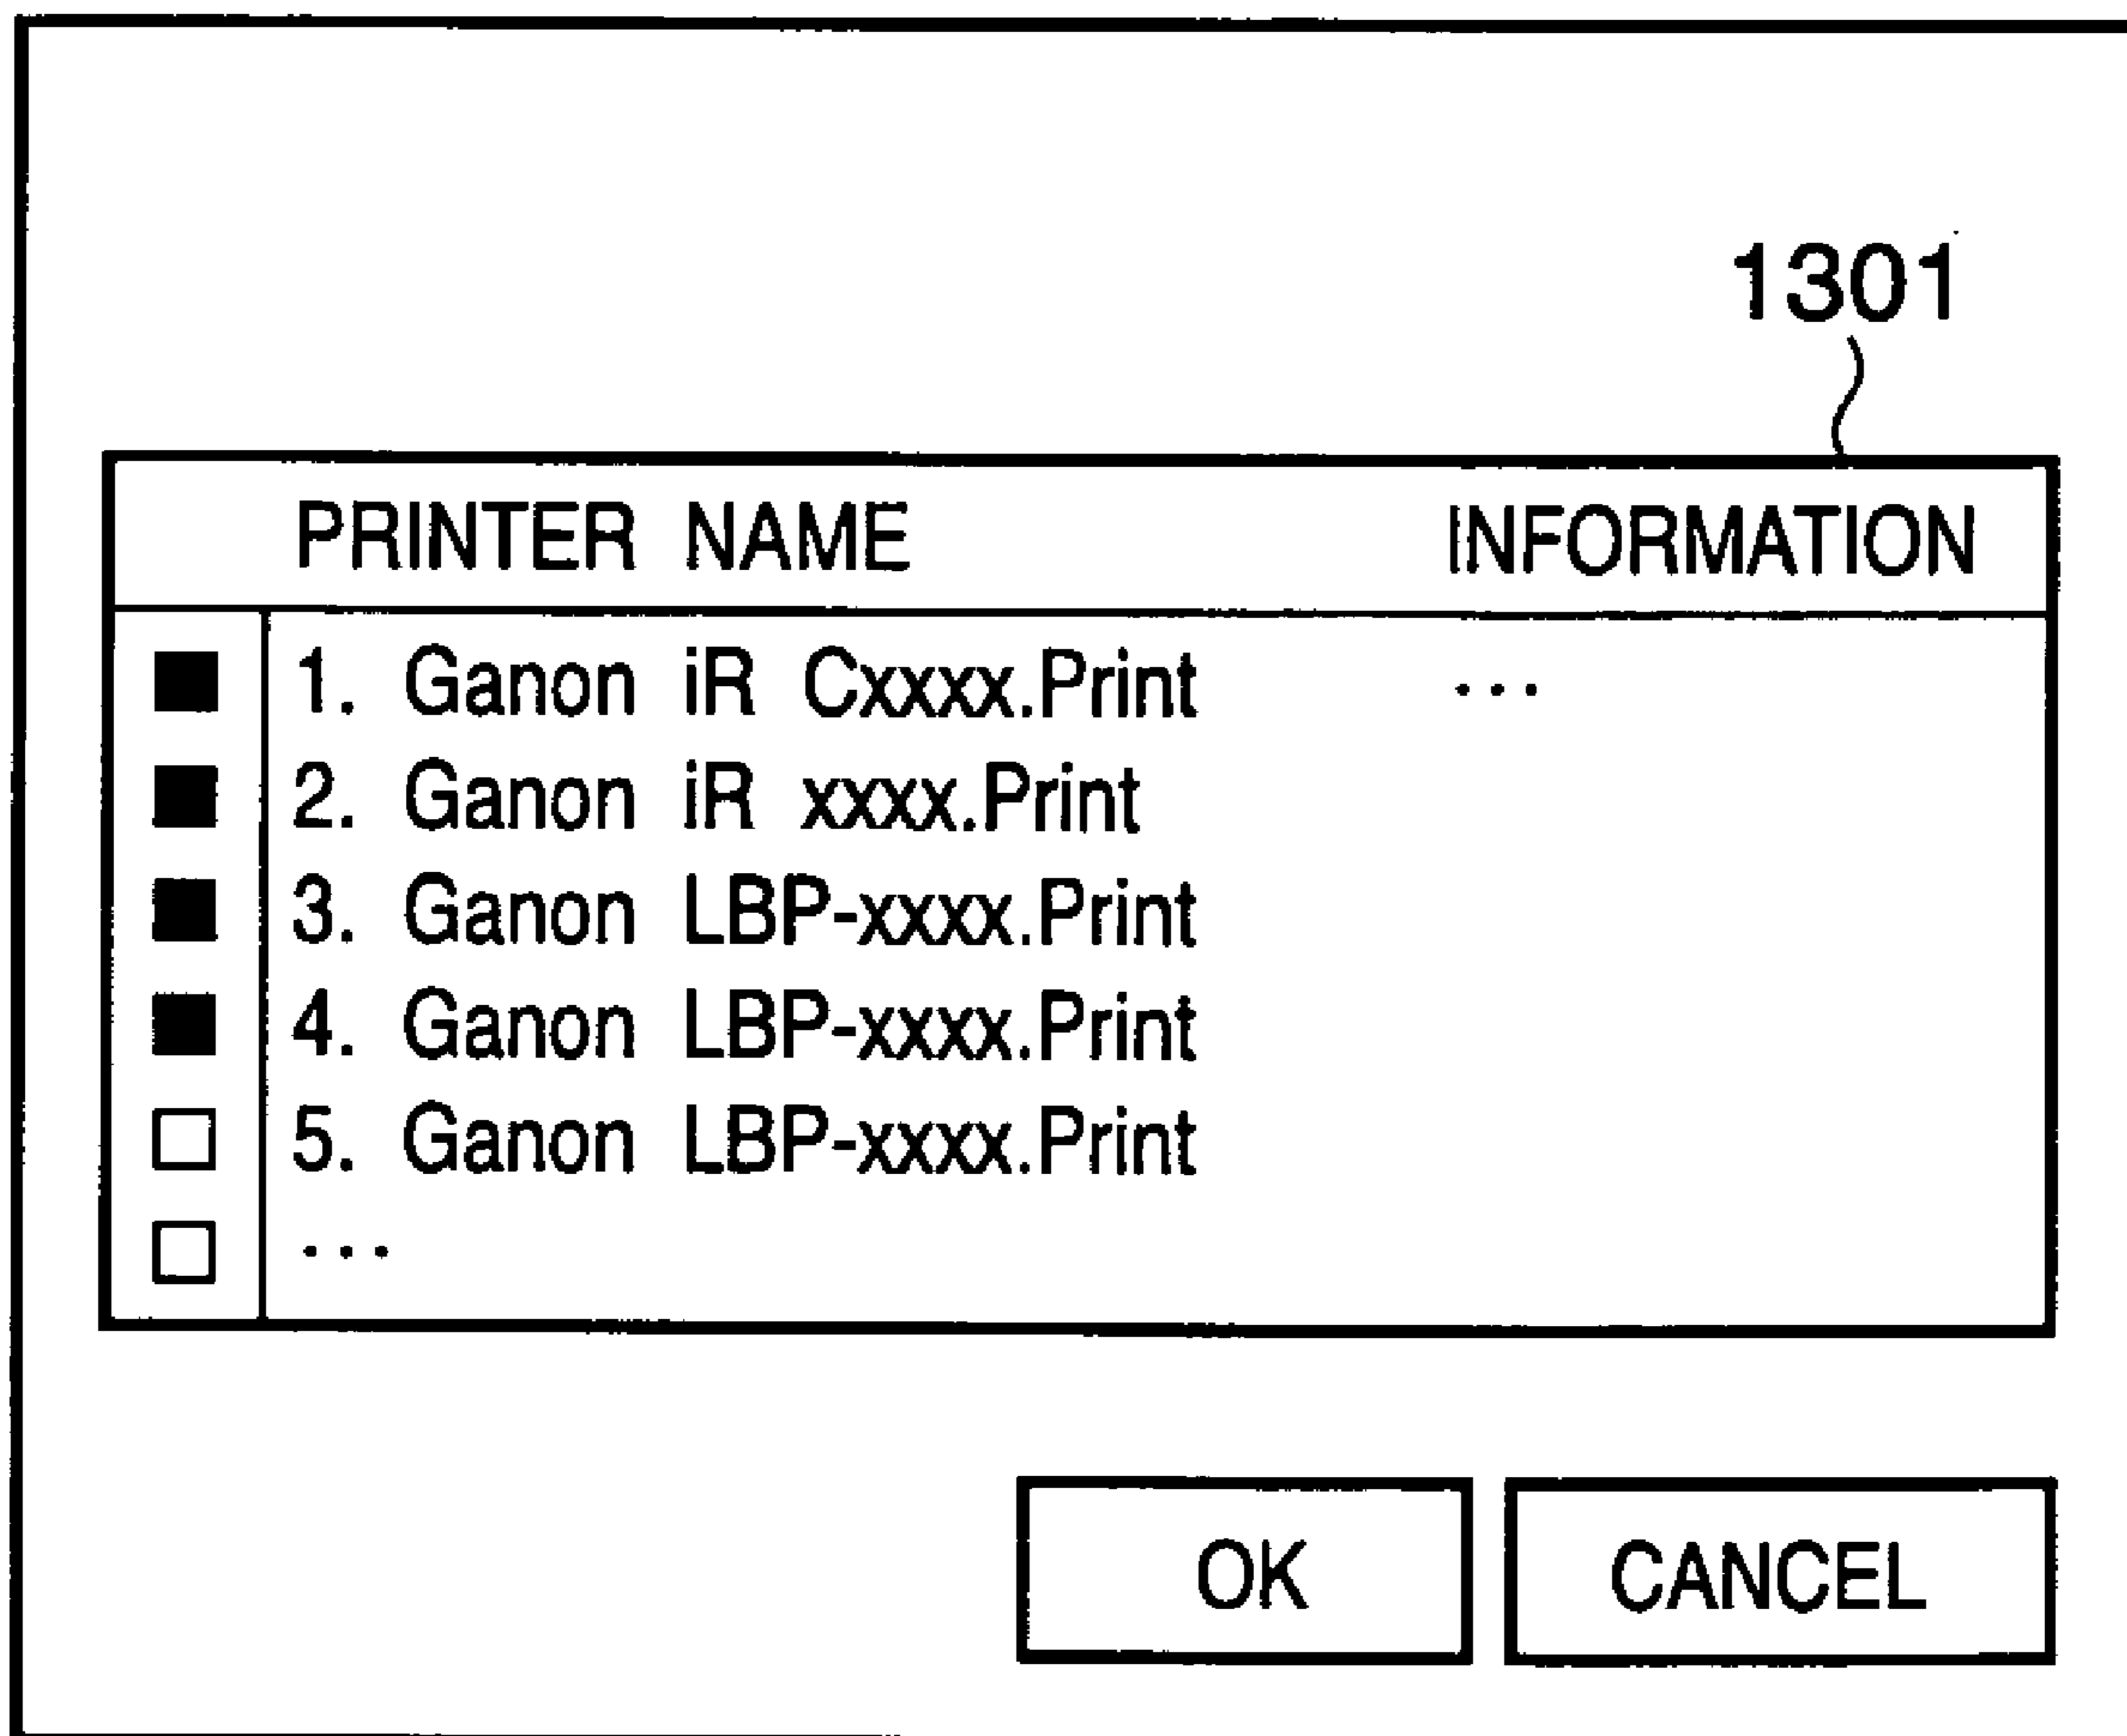 1301
PRINTER NAME INFORMATION
1. Ganon iR Cxxxx.Print ...
2. Ganon iR xxxx.Print
3. Ganon LBP-xxxx.Print
4. Ganon LBP-xxxx.Print
5. Ganon LBP-xxxx.Print
...
OK CANCEL